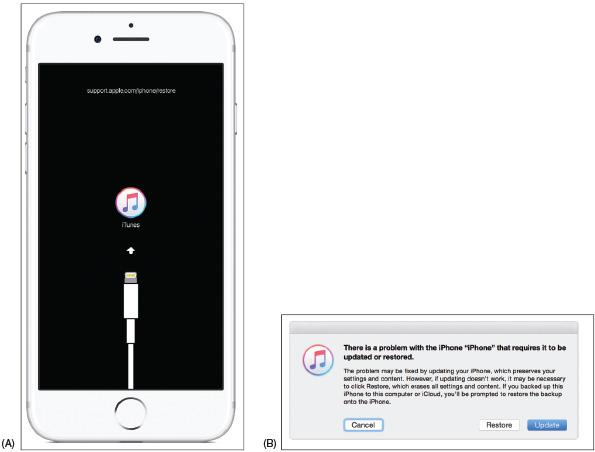 support.apple.com/iphone/restore
iTunes
(A)
There is a problem with the iPhone “iPhone” that requires it to be
updated or restored.
The problem may be fixed by updating your iPhone, which preserves your
settings and content. However, if updating doesn't work, it may be necessary
to click Restore, which erases all settings and content. If you backed up this
iPhone to this computer or iCloud, you'll be prompted to restore the backup
onto the iPhone.
Cancel
Restore
Update
(B)